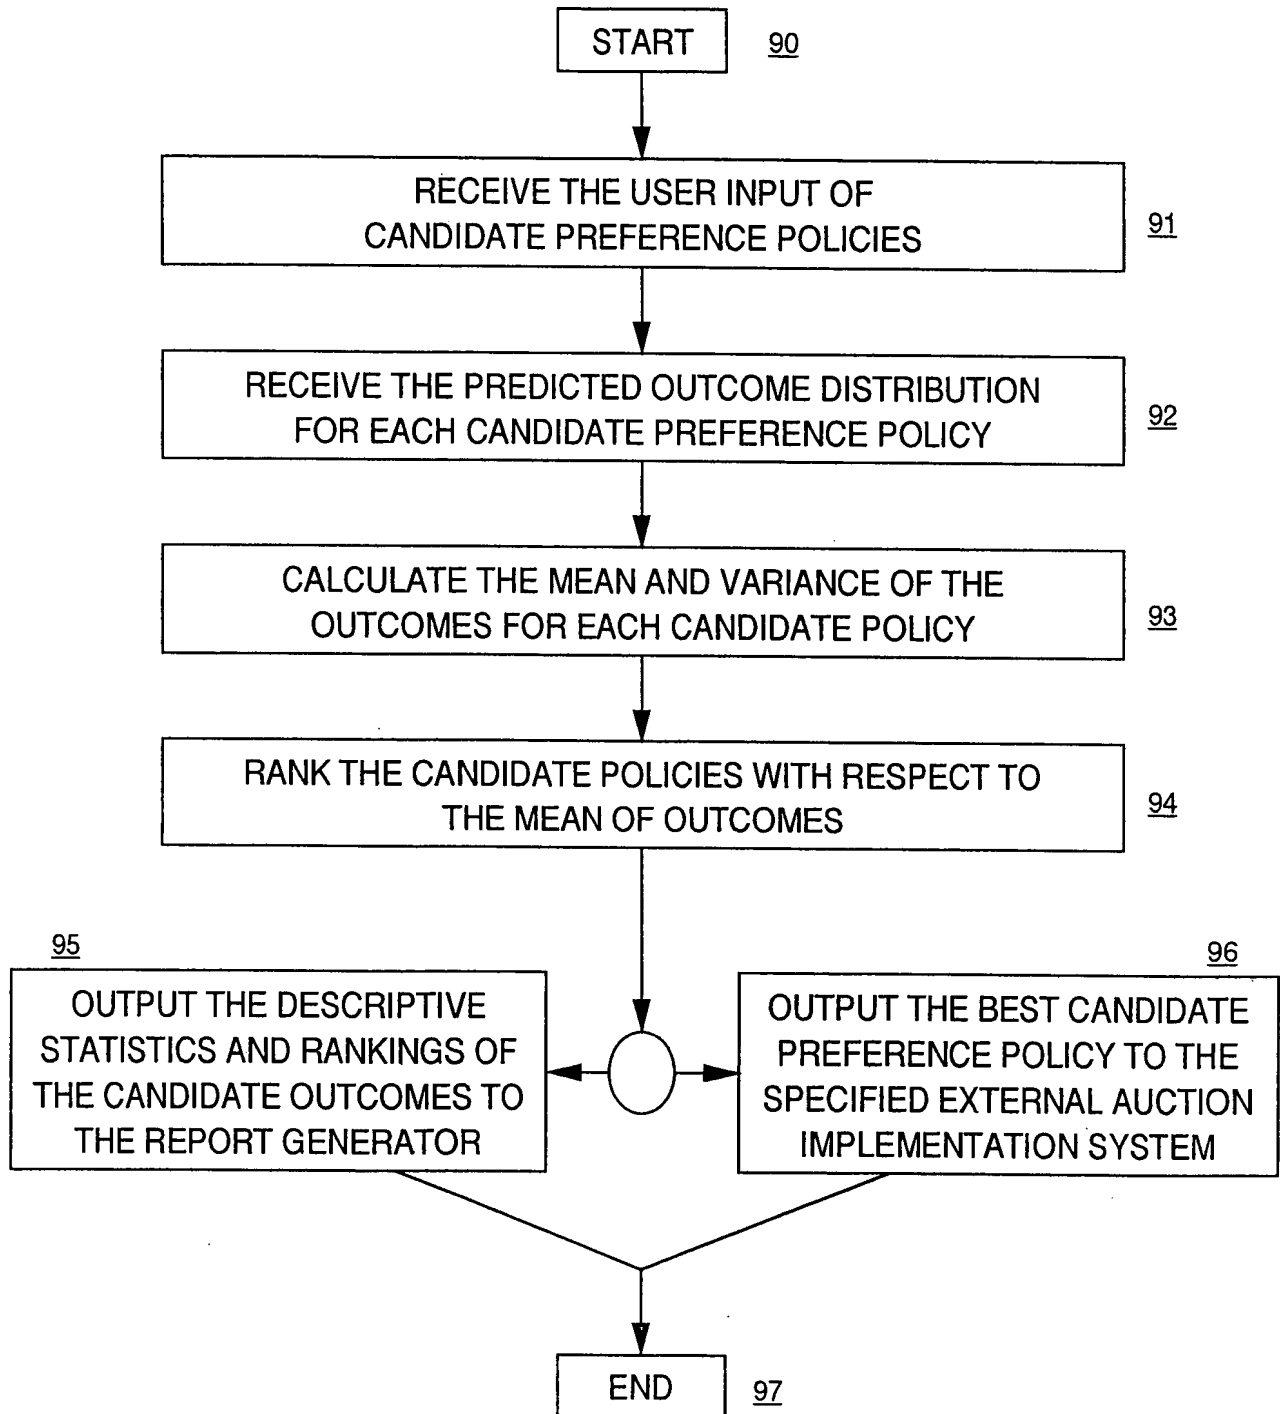 START
90
RECEIVE THE USER INPUT OF
CANDIDATE PREFERENCE POLICIES
91
RECEIVE THE PREDICTED OUTCOME DISTRIBUTION
FOR EACH CANDIDATE PREFERENCE POLICY
92
CALCULATE THE MEAN AND VARIANCE OF THE
OUTCOMES FOR EACH CANDIDATE POLICY
93
RANK THE CANDIDATE POLICIES WITH RESPECT TO
THE MEAN OF OUTCOMES
94
95
OUTPUT THE DESCRIPTIVE
STATISTICS AND RANKINGS OF
THE CANDIDATE OUTCOMES TO
THE REPORT GENERATOR
96
OUTPUT THE BEST CANDIDATE
PREFERENCE POLICY TO THE
SPECIFIED EXTERNAL AUCTION
IMPLEMENTATION SYSTEM
END
97